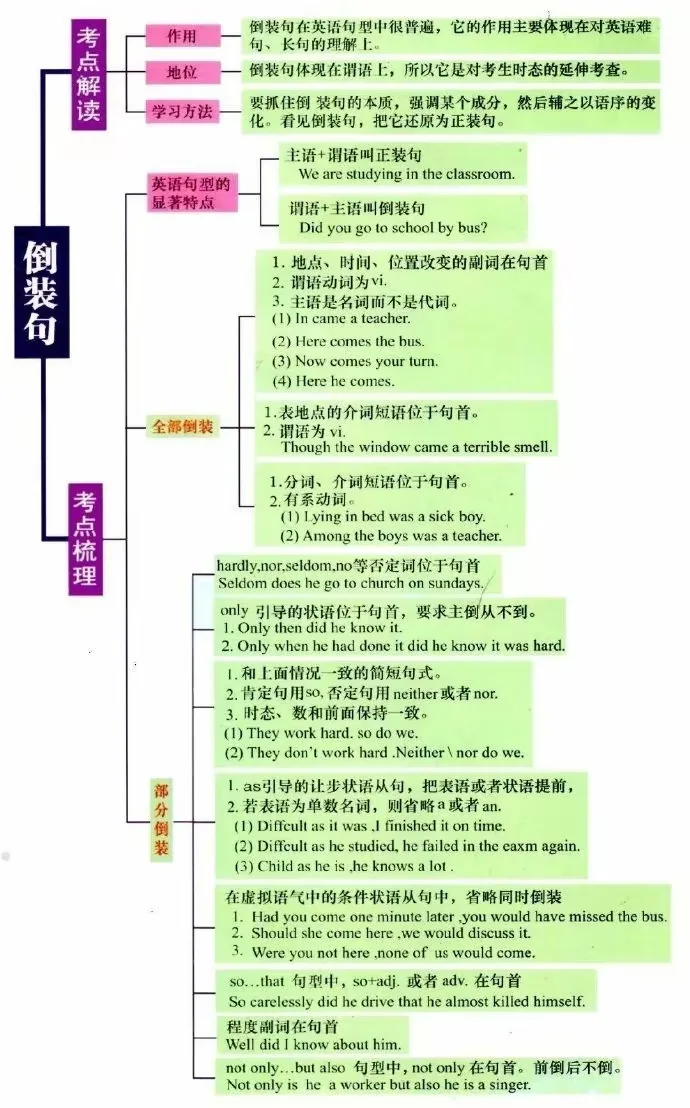 倒装句
考点解读
作用
倒装句在英语句型中很普遍，它的作用主要体现在对英语难
句、长句的理解上。
地位
倒装句体现在谓语上，所以它是对考生时态的延伸考查。
学习方法
要抓住倒 装句的本质，强调某个成分，然后辅之以语序的变
化。看见倒装句，把它还原为正装句。
考点梳理
英语句型的
显著特点
主语+谓语叫正装句
We are studying in the classroom.
谓语+主语叫倒装句
Did you go to school by bus?
全部倒装
1. 地点、时间、位置改变的副词在句首
2. 谓语动词为vi.
3. 主语是名词而不是代词。
(1) In came a teacher.
(2) Here comes the bus.
(3) Now comes your turn.
(4) Here he comes.
1.表地点的介词短语位于句首。
2. 谓语为 vi.
Though the window came a terrible smell.
1.分词、介词短语位于句首。
2.有系动词。
(1) Lying in bed was a sick boy.
(2) Among the boys was a teacher.
部分倒装
hardly,nor,seldom,no等否定词位于句首
Seldom does he go to church on sundays.
only 引导的状语位于句首，要求主倒从不到。
1. Only then did he know it.
2. Only when he had done it did he know it was hard.
1.和上面情况一致的简短句式。
2. 肯定句用so, 否定句用 neither或者 nor.
3. 时态、数和前面保持一致。
(1) They work hard. so do we.
(2) They don't work hard .Neither \ nor do we.
1. as引导的让步状语从句，把表语或者状语提前，
2. 若表语为单数名词，则省略a或者an.
(1) Diffcult as it was ,I finished it on time.
(2) Diffcult as he studied, he failed in the eaxm again.
(3) Child as he is ,he knows a lot .
在虚拟语气中的条件状语从句中，省略同时倒装
1. Had you come one minute later ,you would have missed the bus.
2. Should she come here ,we would discuss it.
3. Were you not here ,none of us would come.
so…that 句型中，so+adj. 或者 adv. 在句首
So carelessly did he drive that he almost killed himself.
程度副词在句首
Well did I know about him.
not only…but also 句型中，not only 在句首。前倒后不倒。
Not only is he a worker but also he is a singer.